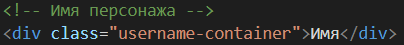 <!-- Имя персонажа -->
<div class="username-container">Имя</div>